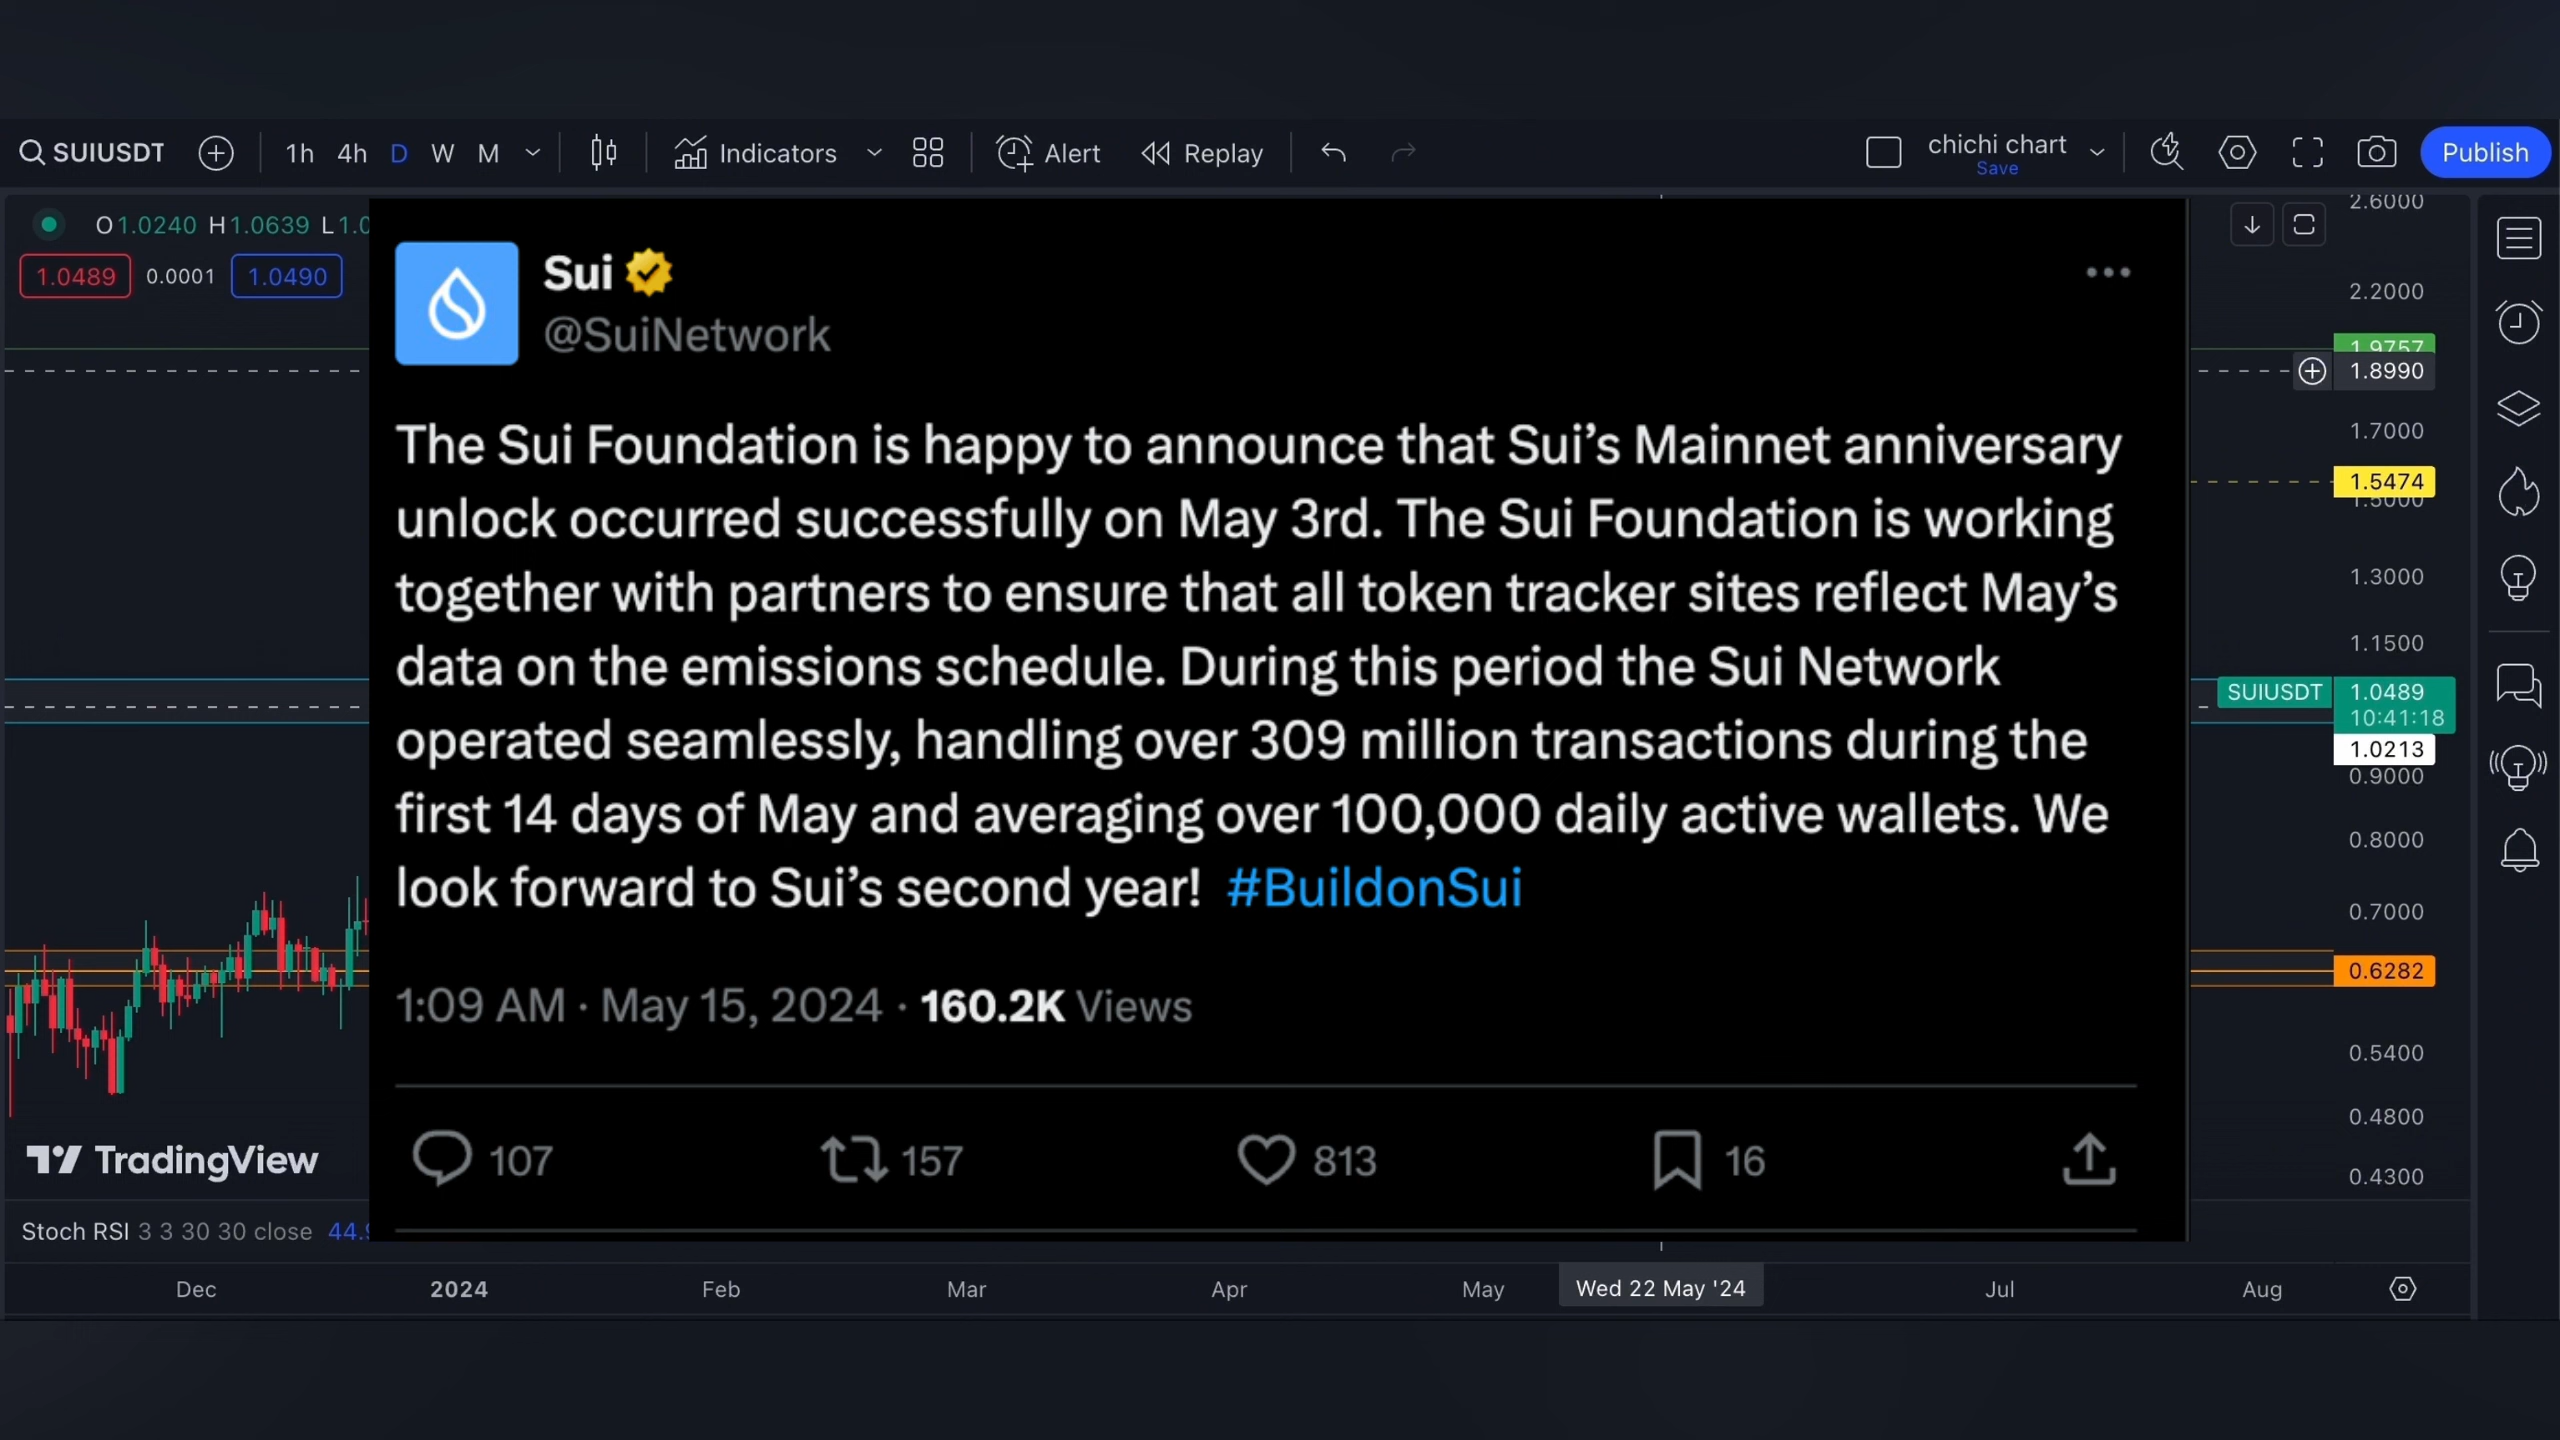 SUIUSDT 1h 4h D W M Indicators Alert Replay chichi chart Publish
Save
O1.0240 H1.0639 L1.0
1.0489 0.0001 1.0490
Sui
@SuiNetwork
The Sui Foundation is happy to announce that Sui’s Mainnet anniversary
unlock occurred successfully on May 3rd. The Sui Foundation is working
together with partners to ensure that all token tracker sites reflect May’s
data on the emissions schedule. During this period the Sui Network
operated seamlessly, handling over 309 million transactions during the
first 14 days of May and averaging over 100,000 daily active wallets. We
look forward to Sui’s second year! #BuildonSui
1:09 AM · May 15, 2024 · 160.2K Views
107 157 813 16
2.6000
2.2000
1.9757
1.8990
1.7000
1.5474
1.5000
1.3000
1.1500
SUIUSDT 1.0489
10:41:18
1.0213
0.9000
0.8000
0.7000
0.6282
0.5400
0.4800
0.4300
TradingView
Stoch RSI 3 3 30 30 close 44.9
Dec 2024 Feb Mar Apr May Wed 22 May '24 Jul Aug